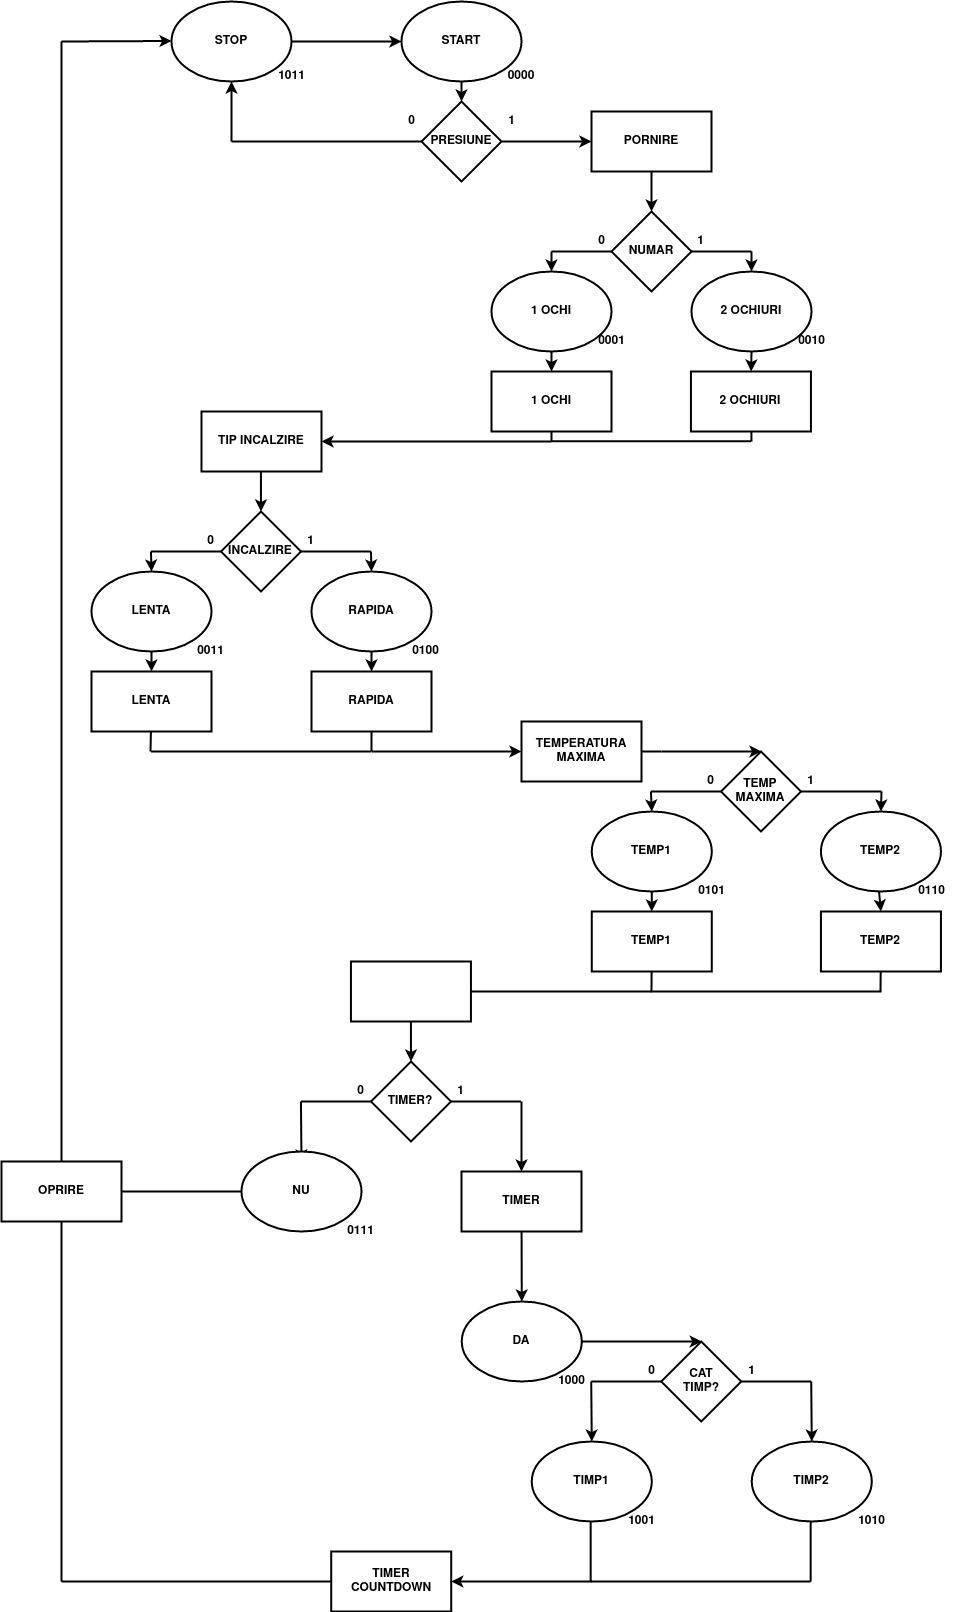 STOP
START
1011
0000
0
1
PRESIUNE
PORNIRE
0
1
NUMAR
1 OCHI
2 OCHIURI
0001
0010
1 OCHI
2 OCHIURI
TIP INCALZIRE
0
1
INCALZIRE
LENTA
RAPIDA
0011
0100
LENTA
RAPIDA
TEMPERATURA
MAXIMA
0
1
TEMP
MAXIMA
TEMP1
TEMP2
0101
0110
TEMP1
TEMP2
0
1
TIMER?
OPRIRE
NU
TIMER
0111
DA
1000
0
1
CAT
TIMP?
TIMP1
TIMP2
1001
1010
TIMER
COUNTDOWN